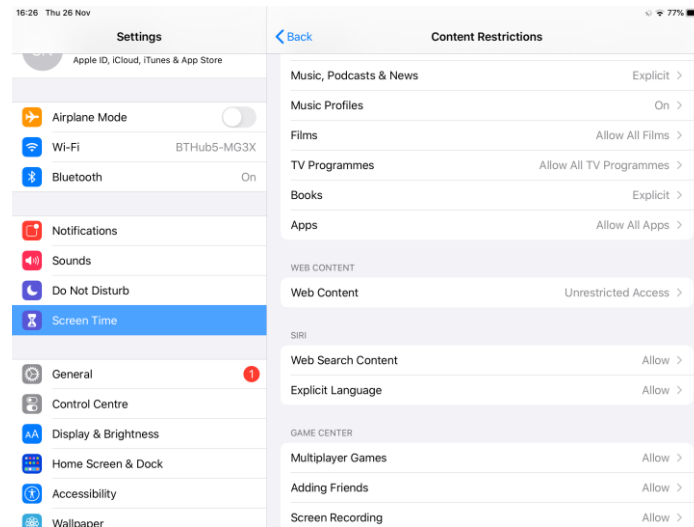 16:26 Thu 26 Nov
77%
Settings
Apple ID, iCloud, iTunes & App Store
Airplane Mode
Wi-Fi BTHub5-MG3X
Bluetooth On
Notifications
Sounds
Do Not Disturb
Screen Time
General 1
Control Centre
AA Display & Brightness
Home Screen & Dock
Accessibility
Wallpaper
Back Content Restrictions
Music, Podcasts & News Explicit
Music Profiles On
Films Allow All Films
TV Programmes Allow All TV Programmes
Books Explicit
Apps Allow All Apps
WEB CONTENT
Web Content Unrestricted Access
SIRI
Web Search Content Allow
Explicit Language Allow
GAME CENTER
Multiplayer Games Allow
Adding Friends Allow
Screen Recording Allow